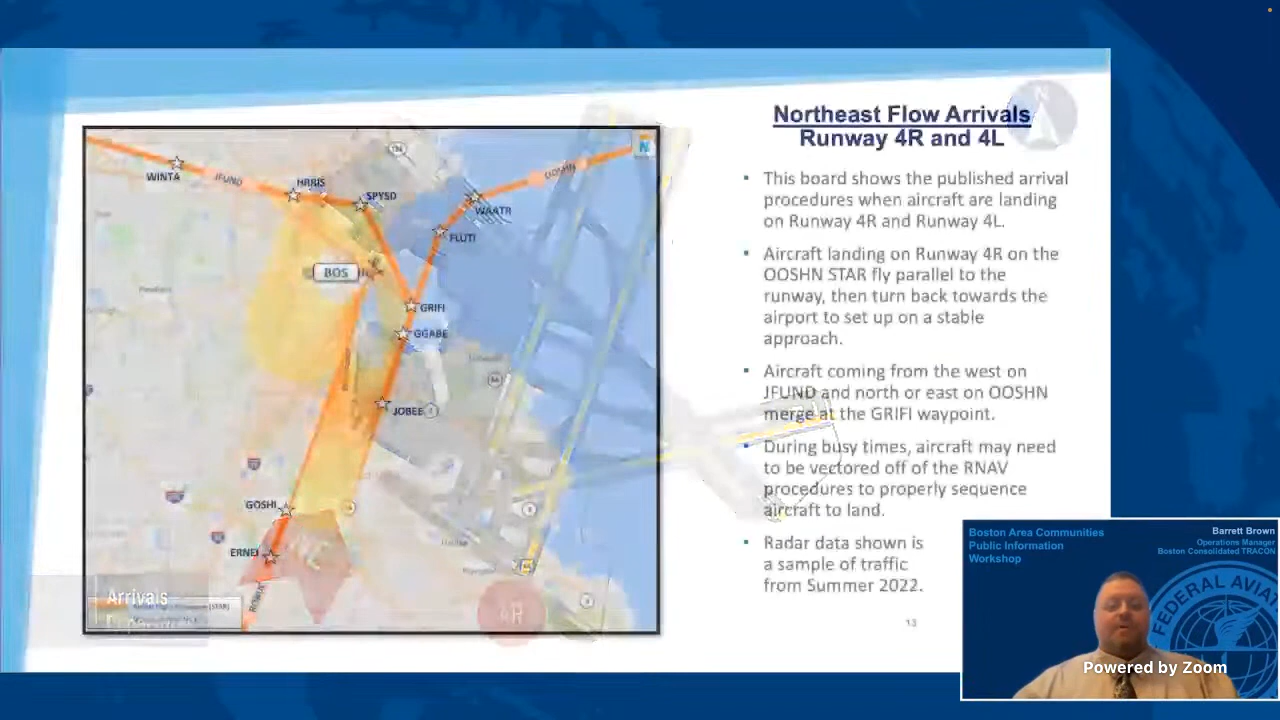 Northeast Flow Arrivals
Runway 4R and 4L
This board shows the published arrival
procedures when aircraft are landing
on Runway 4R and Runway 4L.
Aircraft landing on Runway 4R on the
OOSHN STAR fly parallel to the
runway, then turn back towards the
airport to set up on a stable
approach.
Aircraft coming from the west on
JFUND and north or east on OOSHN
merge at the GRIFI waypoint.
During busy times, aircraft may need
to be vectored off of the RNAV
procedures to properly sequence
aircraft to land.
Radar data shown is
a sample of traffic
from Summer 2022.
13
N
N
WINTA
JFUND
HRRIS
SPYSD
OOSHN
WAATR
FLUTI
BOS
GRIFI
GGABE
JOBEE
GOSHI
ERNEI
Arrivals
4R
Boston Area Communities
Public Information
Workshop
Barrett Brown
Operations Manager
Boston Consolidated TRACON
FEDERAL AVIA
Powered by Zoom